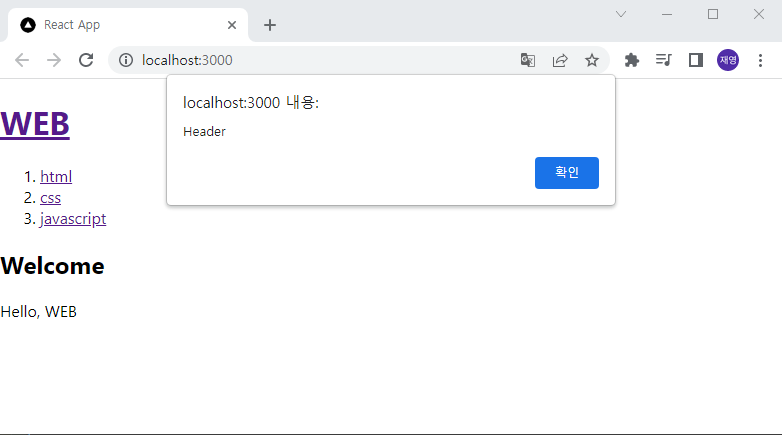 React App
localhost:3000
재영
localhost:3000 내용:
Header
확인
WEB
1. html
2. css
3. javascript
Welcome
Hello, WEB